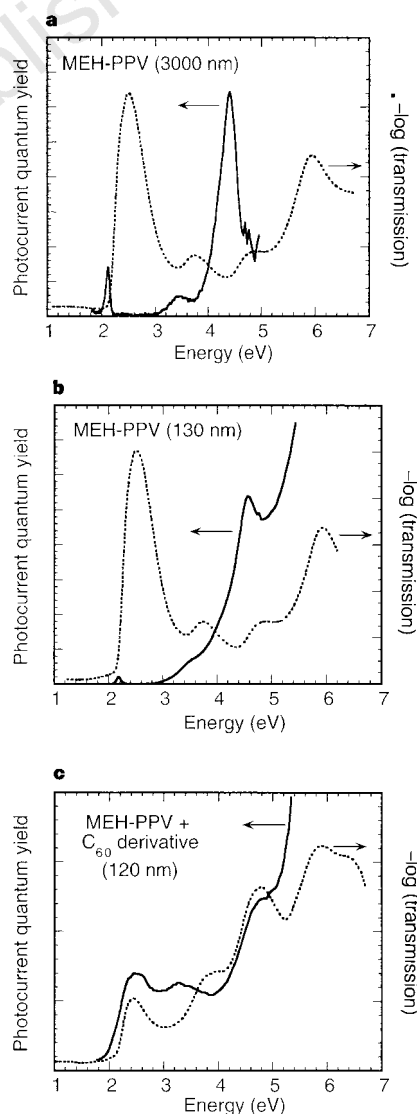 a
MEH-PPV (3000 nm)
Photocurrent quantum yield
–log (transmission)
1 2 3 4 5 6 7
Energy (eV)
b
MEH-PPV (130 nm)
Photocurrent quantum yield
–log (transmission)
1 2 3 4 5 6 7
Energy (eV)
c
MEH-PPV +
C60 derivative
(120 nm)
Photocurrent quantum yield
–log (transmission)
1 2 3 4 5 6 7
Energy (eV)